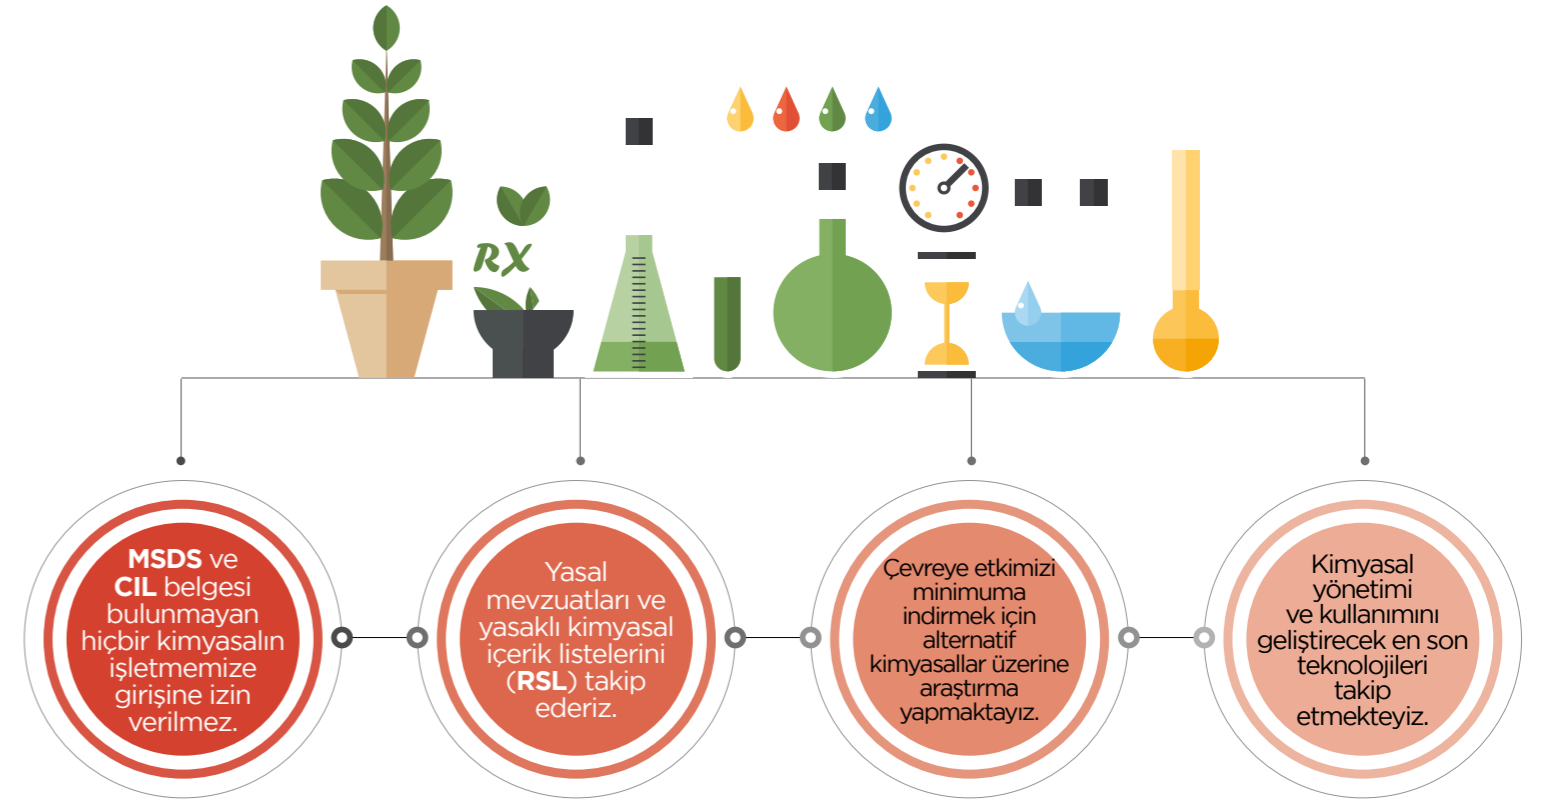 RX
MSDS ve
CIL belgesi
bulunmayan
hiçbir kimyasalın
işletmemize
girişine izin
verilmez.
Yasal
mevzuatları ve
yasaklı kimyasal
içerik listelerini
(RSL) takip
ederiz.
Çevreye etkimizi
minimuma
indirmek için
alternatif
kimyasallar üzerine
araştırma
yapmaktayız.
Kimyasal
yönetimi
ve kullanımını
geliştirecek en son
teknolojileri
takip
etmekteyiz.